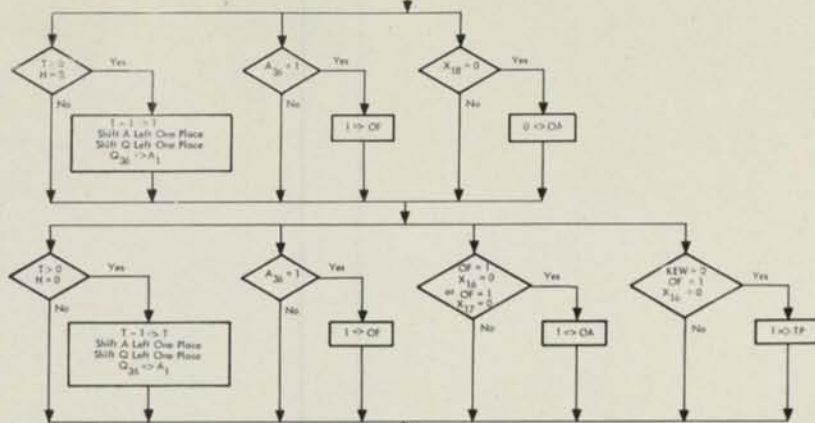 T > 0
H = 0
Yes
No
T - 1 -> T
Shift A Left One Place
Shift Q Left One Place
Q36 -> A1
A36 = 1
Yes
No
1 => OF
X18 = 0
Yes
No
0 => OA
T > 0
H = 0
Yes
No
T - 1 -> T
Shift A Left One Place
Shift Q Left One Place
Q36 -> A1
A36 = 1
Yes
No
1 => OF
OF = 1
X16 = 0
or OF = 1
X17 = 0
Yes
No
1 => OA
KEW = 0
OF = 1
X16 = 0
Yes
No
1 => TP